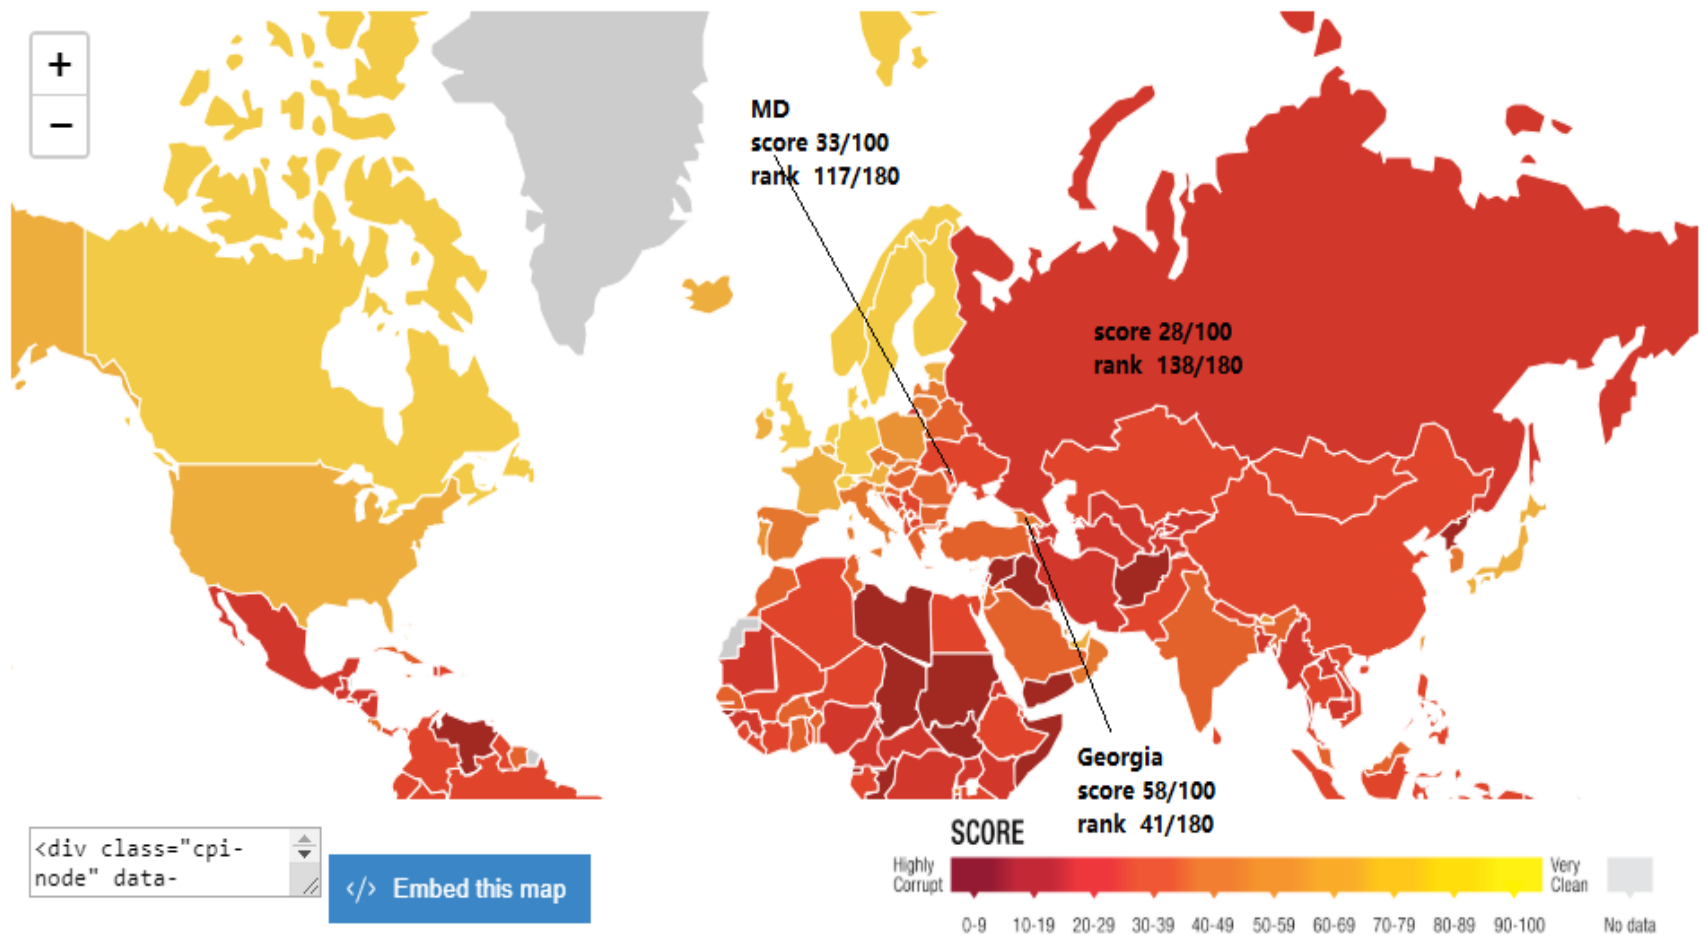 +
−
MD
score 33/100
rank 117/180
score 28/100
rank 138/180
Georgia
score 58/100
rank 41/180
<div class="cpi-
node" data-
</> Embed this map
SCORE
Highly
Corrupt
Very
Clean
0-9 10-19 20-29 30-39 40-49 50-59 60-69 70-79 80-89 90-100 No data